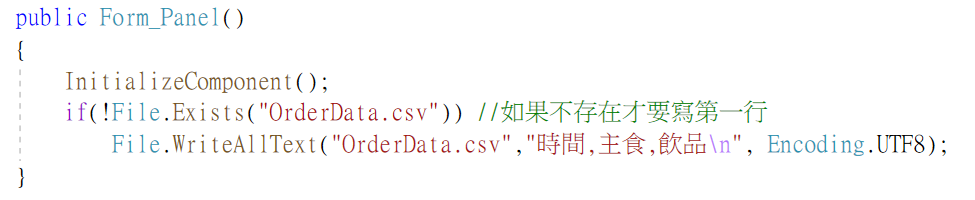 public Form_Panel()
{
InitializeComponent();
if(!File.Exists("OrderData.csv")) //如果不存在才要寫第一行
File.WriteAllText("OrderData.csv","時間,主食,飲品\n", Encoding.UTF8);
}